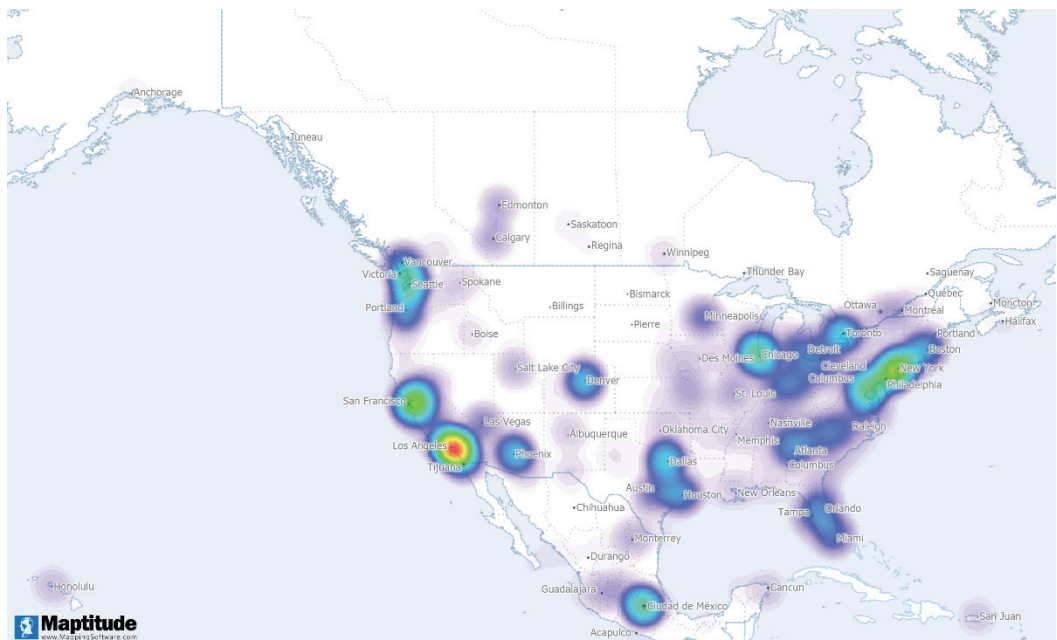 Anchorage
Juneau
Edmonton
Saskatoon
Calgary
Regina
Winnipeg
Vancouver
Victoria
Thunder Bay
Saguenay
Seattle
Spokane
Bismarck
Québec
Moncton
Portland
Billings
Ottawa
Montréal
Minneapolis
Halifax
Pierre
Boise
Toronto
Portland
Detroit
Boston
Des Moines
Chicago
Salt Lake City
Cleveland
New York
Denver
Columbus
Philadelphia
St. Louis
San Francisco
Las Vegas
Nashville
Raleigh
Oklahoma City
Albuquerque
Memphis
Los Angeles
Atlanta
Phoenix
Dallas
Columbus
Tijuana
Austin
New Orleans
Houston
Chihuahua
Tampa
Orlando
Monterrey
Miami
Durango
Honolulu
Guadalajara
Cancun
Ciudad de México
San Juan
Acapulco
Maptitude
www.MappingSoftware.com